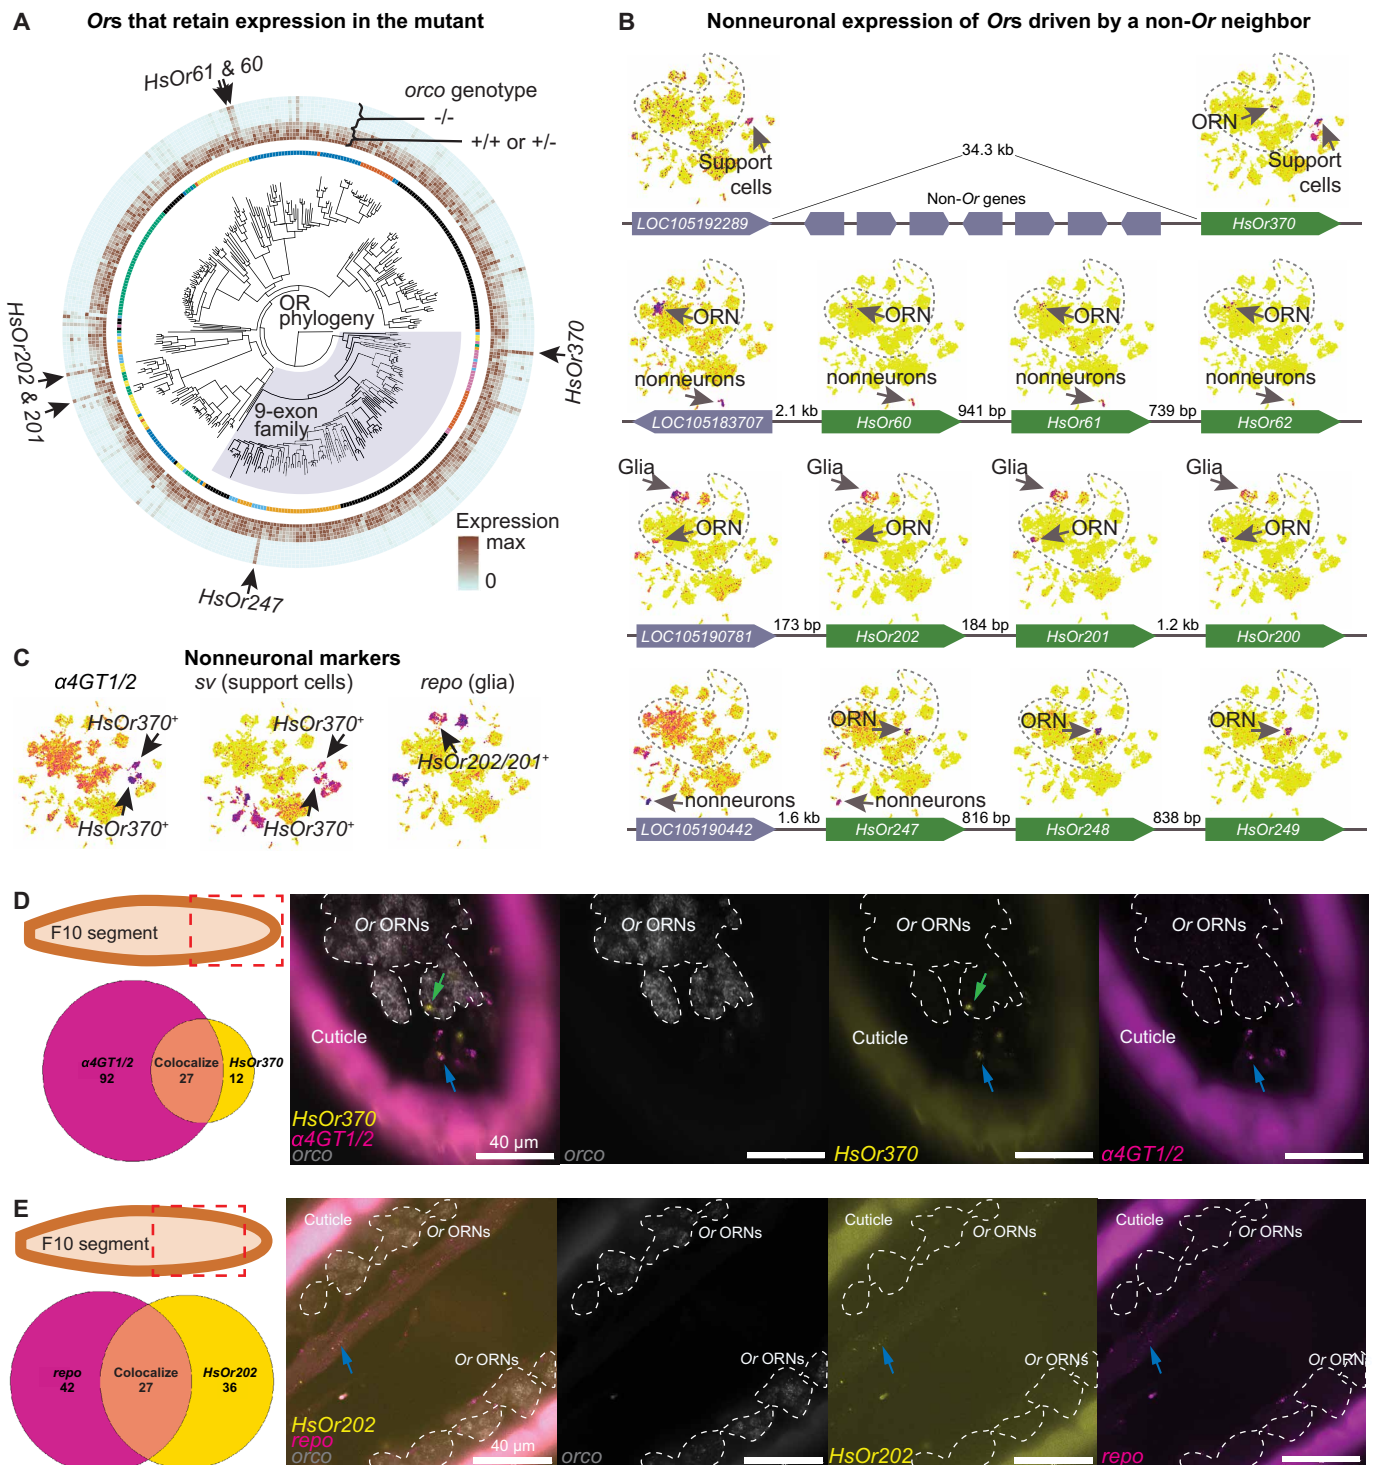 A
Ors that retain expression in the mutant
HsOr61 & 60
orco genotype
-/-
+/+ or +/-
HsOr202 & 201
OR
phylogeny
9-exon
family
HsOr370
HsOr247
Expression
max
0
B
Nonneuronal expression of Ors driven by a non-Or neighbor
Support
cells
34.3 kb
Non-Or genes
ORN
Support
cells
LOC105192289
HsOr370
ORN
ORN
ORN
ORN
nonneurons
nonneurons
nonneurons
nonneurons
LOC105183707
2.1 kb
HsOr60
941 bp
HsOr61
739 bp
HsOr62
Glia
Glia
Glia
Glia
ORN
ORN
ORN
ORN
LOC105190781
173 bp
HsOr202
184 bp
HsOr201
1.2 kb
HsOr200
ORN
ORN
ORN
nonneurons
nonneurons
LOC105190442
1.6 kb
HsOr247
816 bp
HsOr248
838 bp
HsOr249
C
Nonneuronal markers
α4GT1/2
sv (support cells)
repo (glia)
HsOr370+
HsOr370+
HsOr202/201+
HsOr370+
HsOr370+
D
F10 segment
α4GT1/2
92
Colocalize
27
HsOr370
12
Or ORNs
Cuticle
HsOr370
α4GT1/2
orco
40 µm
Or ORNs
orco
Or ORNs
Cuticle
HsOr370
Or ORNs
α4GT1/2
E
F10 segment
repo
42
Colocalize
27
HsOr202
36
Cuticle
Or ORNs
Or ORNs
HsOr202
repo
orco
40 µm
Or ORNs
Or ORNs
orco
Cuticle
Or ORNs
Or ORNs
HsOr202
Cuticle
Or ORNs
Or ORNs
repo